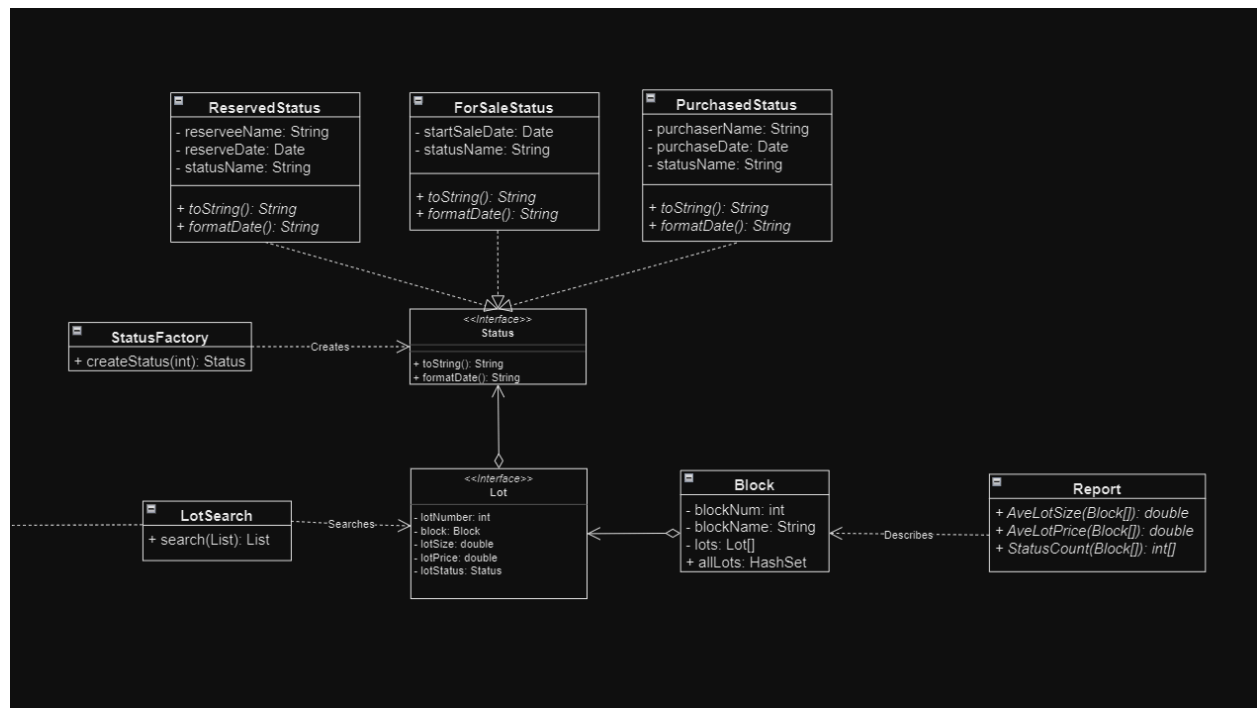 ReservedStatus
- reserveeName: String
- reserveDate: Date
- statusName: String
+ toString(): String
+ formatDate(): String
ForSaleStatus
- startSaleDate: Date
- statusName: String
+ toString(): String
+ formatDate(): String
PurchasedStatus
- purchaserName: String
- purchaseDate: Date
- statusName: String
+ toString(): String
+ formatDate(): String
StatusFactory
+ createStatus(int): Status
Creates
<<Interface>>
Status
+ toString(): String
+ formatDate(): String
LotSearch
+ search(List): List
Searches
<<Interface>>
Lot
- lotNumber: int
- block: Block
- lotSize: double
- lotPrice: double
- lotStatus: Status
Block
- blockNum: int
- blockName: String
- lots: Lot[]
+ allLots: HashSet
Describes
Report
+ AveLotSize(Block[]): double
+ AveLotPrice(Block[]): double
+ StatusCount(Block[]): int[]